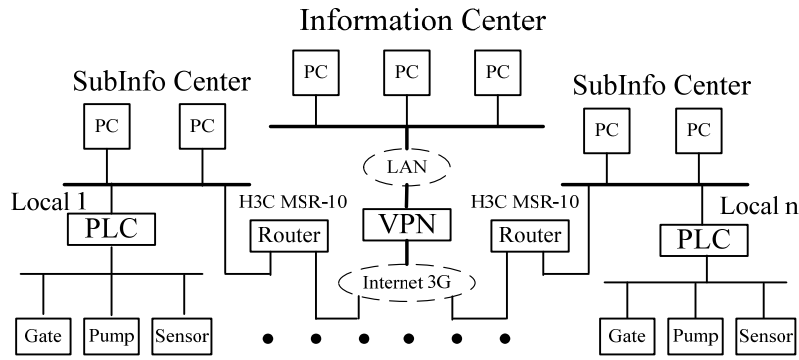 Information Center
PC PC PC
SubInfo Center
PC PC
SubInfo Center
PC PC
LAN
Local 1
PLC
H3C MSR-10
Router
VPN
H3C MSR-10
Router
Local n
PLC
Internet 3G
Gate Pump Sensor
Gate Pump Sensor